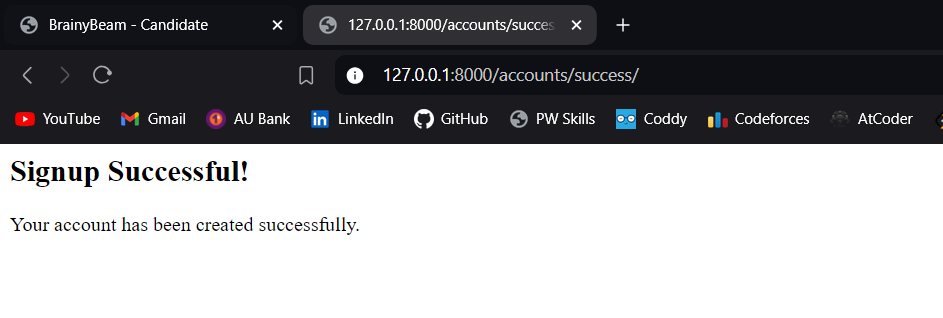 BrainyBeam - Candidate
127.0.0.1:8000/accounts/succes
127.0.0.1:8000/accounts/success/
YouTube Gmail AU Bank LinkedIn GitHub PW Skills Coddy Codeforces AtCoder
Signup Successful!
Your account has been created successfully.